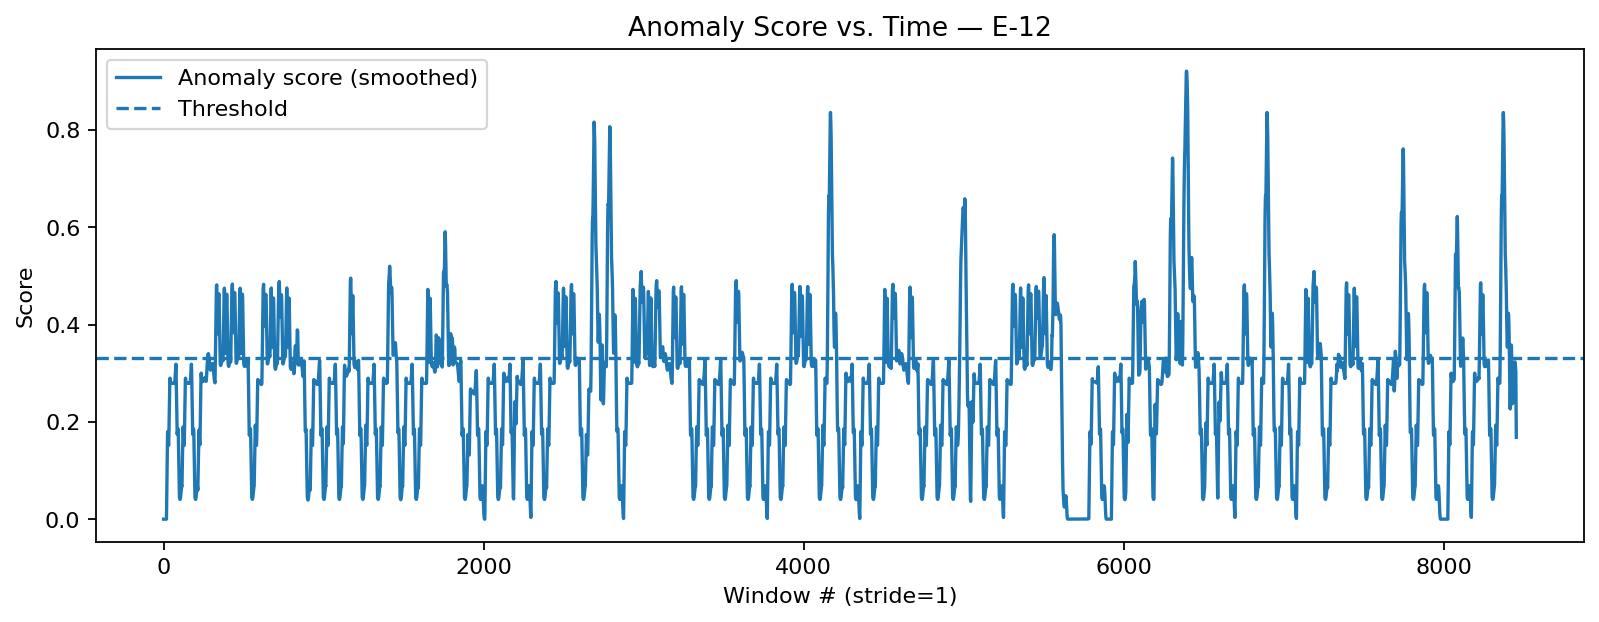 Anomaly Score vs. Time — E-12
Anomaly score (smoothed)
Threshold
Score
0.8
0.6
0.4
0.2
0.0
0 2000 4000 6000 8000
Window # (stride=1)